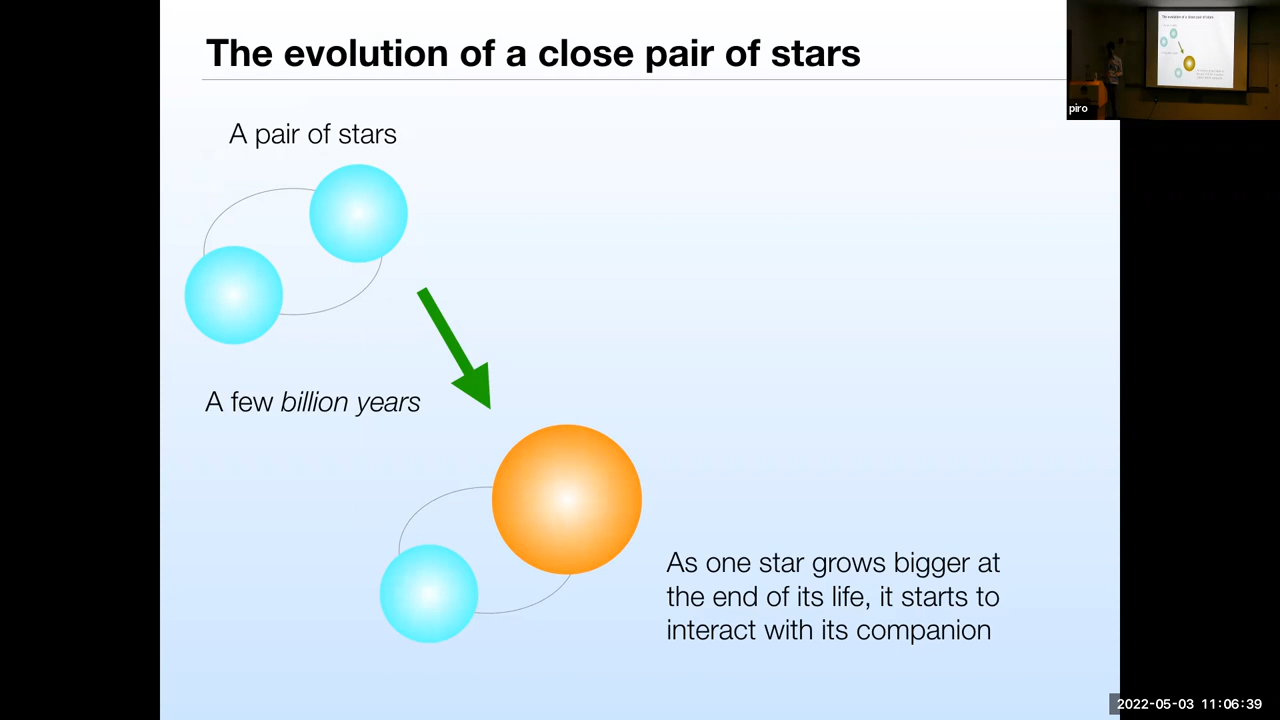 The evolution of a close pair of stars
A pair of stars
A few billion years
As one star grows bigger at
the end of its life, it starts to
interact with its companion
piro
2022-05-03 11:06:39